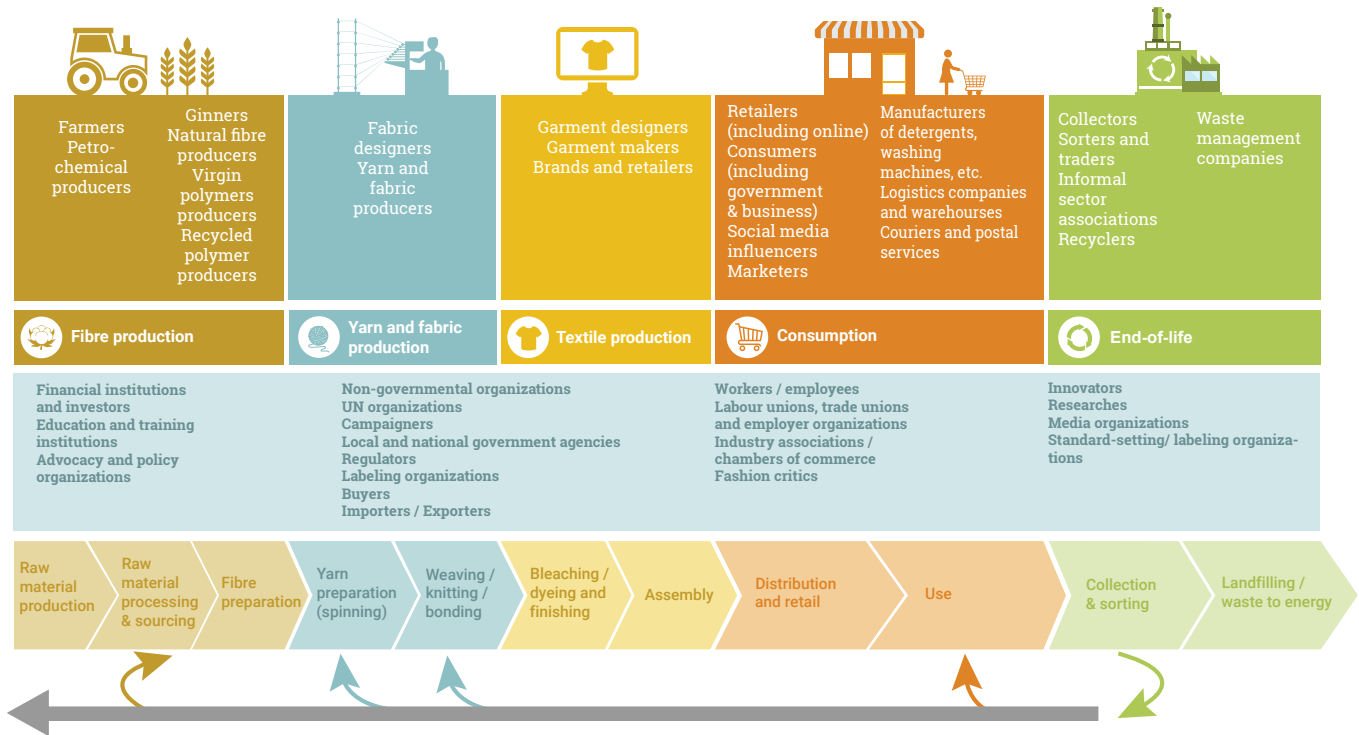 Farmers
Petro-
chemical
producers
Ginners
Natural fibre
producers
Virgin
polymers
producers
Recycled
polymer
producers
Fabric
designers
Yarn and
fabric
producers
Garment designers
Garment makers
Brands and retailers
Retailers
(including online)
Consumers
(including
government
& business)
Social media
influencers
Marketers
Manufacturers
of detergents,
washing
machines, etc.
Logistics companies
and warehourses
Couriers and postal
services
Collectors
Sorters and
traders
Informal
sector
associations
Recyclers
Waste
management
companies
Fibre production
Yarn and fabric
production
Textile production
Consumption
End-of-life
Financial institutions
and investors
Education and training
institutions
Advocacy and policy
organizations
Non-governmental organizations
UN organizations
Campaigners
Local and national government agencies
Regulators
Labeling organizations
Buyers
Importers / Exporters
Workers / employees
Labour unions, trade unions
and employer organizations
Industry associations /
chambers of commerce
Fashion critics
Innovators
Researches
Media organizations
Standard-setting/ labeling organiza-
tions
Raw
material
production
Raw
material
processing
& sourcing
Fibre
preparation
Yarn
preparation
(spinning)
Weaving /
knitting /
bonding
Bleaching /
dyeing and
finishing
Assembly
Distribution
and retail
Use
Collection
& sorting
Landfilling /
waste to energy